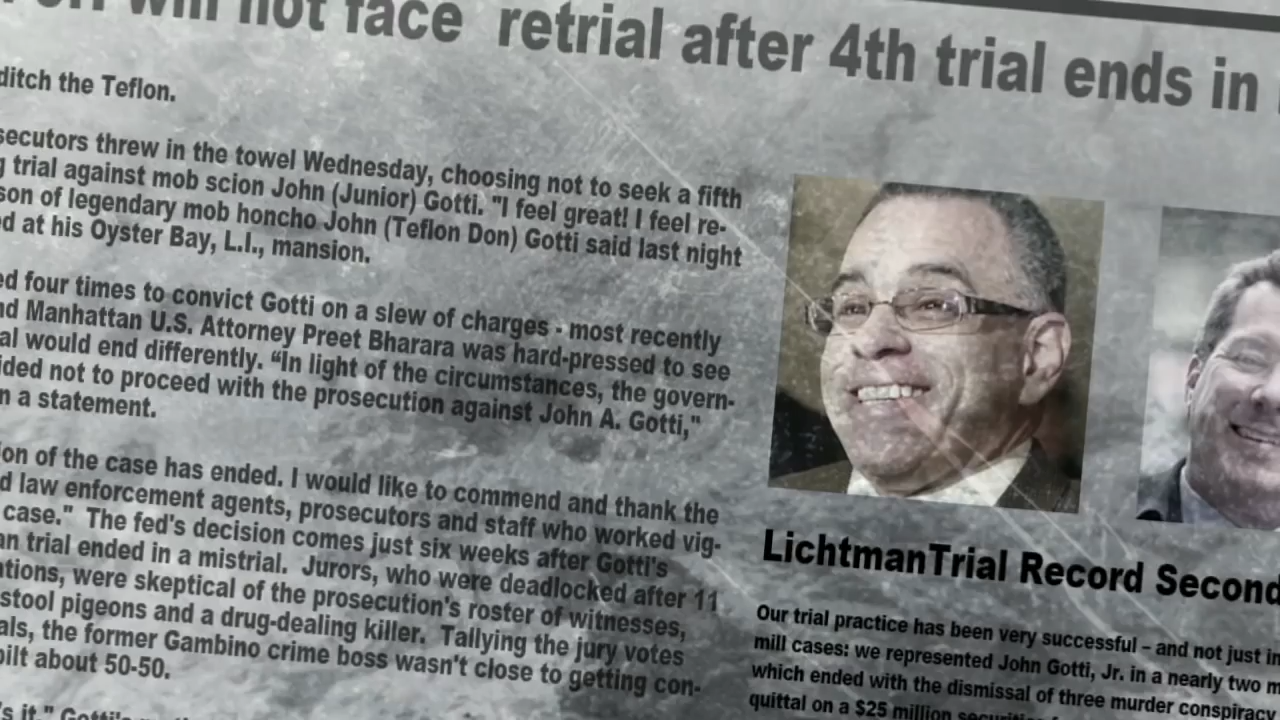 will not face retrial after 4th trial ends in
ditch the Teflon.
threw in the towel Wednesday, choosing not to seek a fifth
trial against mob scion John (Junior) Gotti. "I feel great! I feel re-
son of legendary mob honcho John (Teflon Don) Gotti said last night
at his Oyster Bay, L.I., mansion.
four times to convict Gotti on a slew of charges - most recently
Manhattan U.S. Attorney Preet Bharara was hard-pressed to see
would end differently. “In light of the circumstances, the govern-
not to proceed with the prosecution against John A. Gotti,"
a statement.
of the case has ended. I would like to commend and thank the
law enforcement agents, prosecutors and staff who worked vig-
case." The fed's decision comes just six weeks after Gotti's
trial ended in a mistrial. Jurors, who were deadlocked after 11
were skeptical of the prosecution's roster of witnesses,
stool pigeons and a drug-dealing killer. Tallying the jury votes
the former Gambino crime boss wasn't close to getting con-
about 50-50.
it," Gotti's
LichtmanTrial Record Second
Our trial practice has been very successful – and not just in
mill cases: we represented John Gotti, Jr. in a nearly two
which ended with the dismissal of three murder conspiracy
quittal on a $25 million